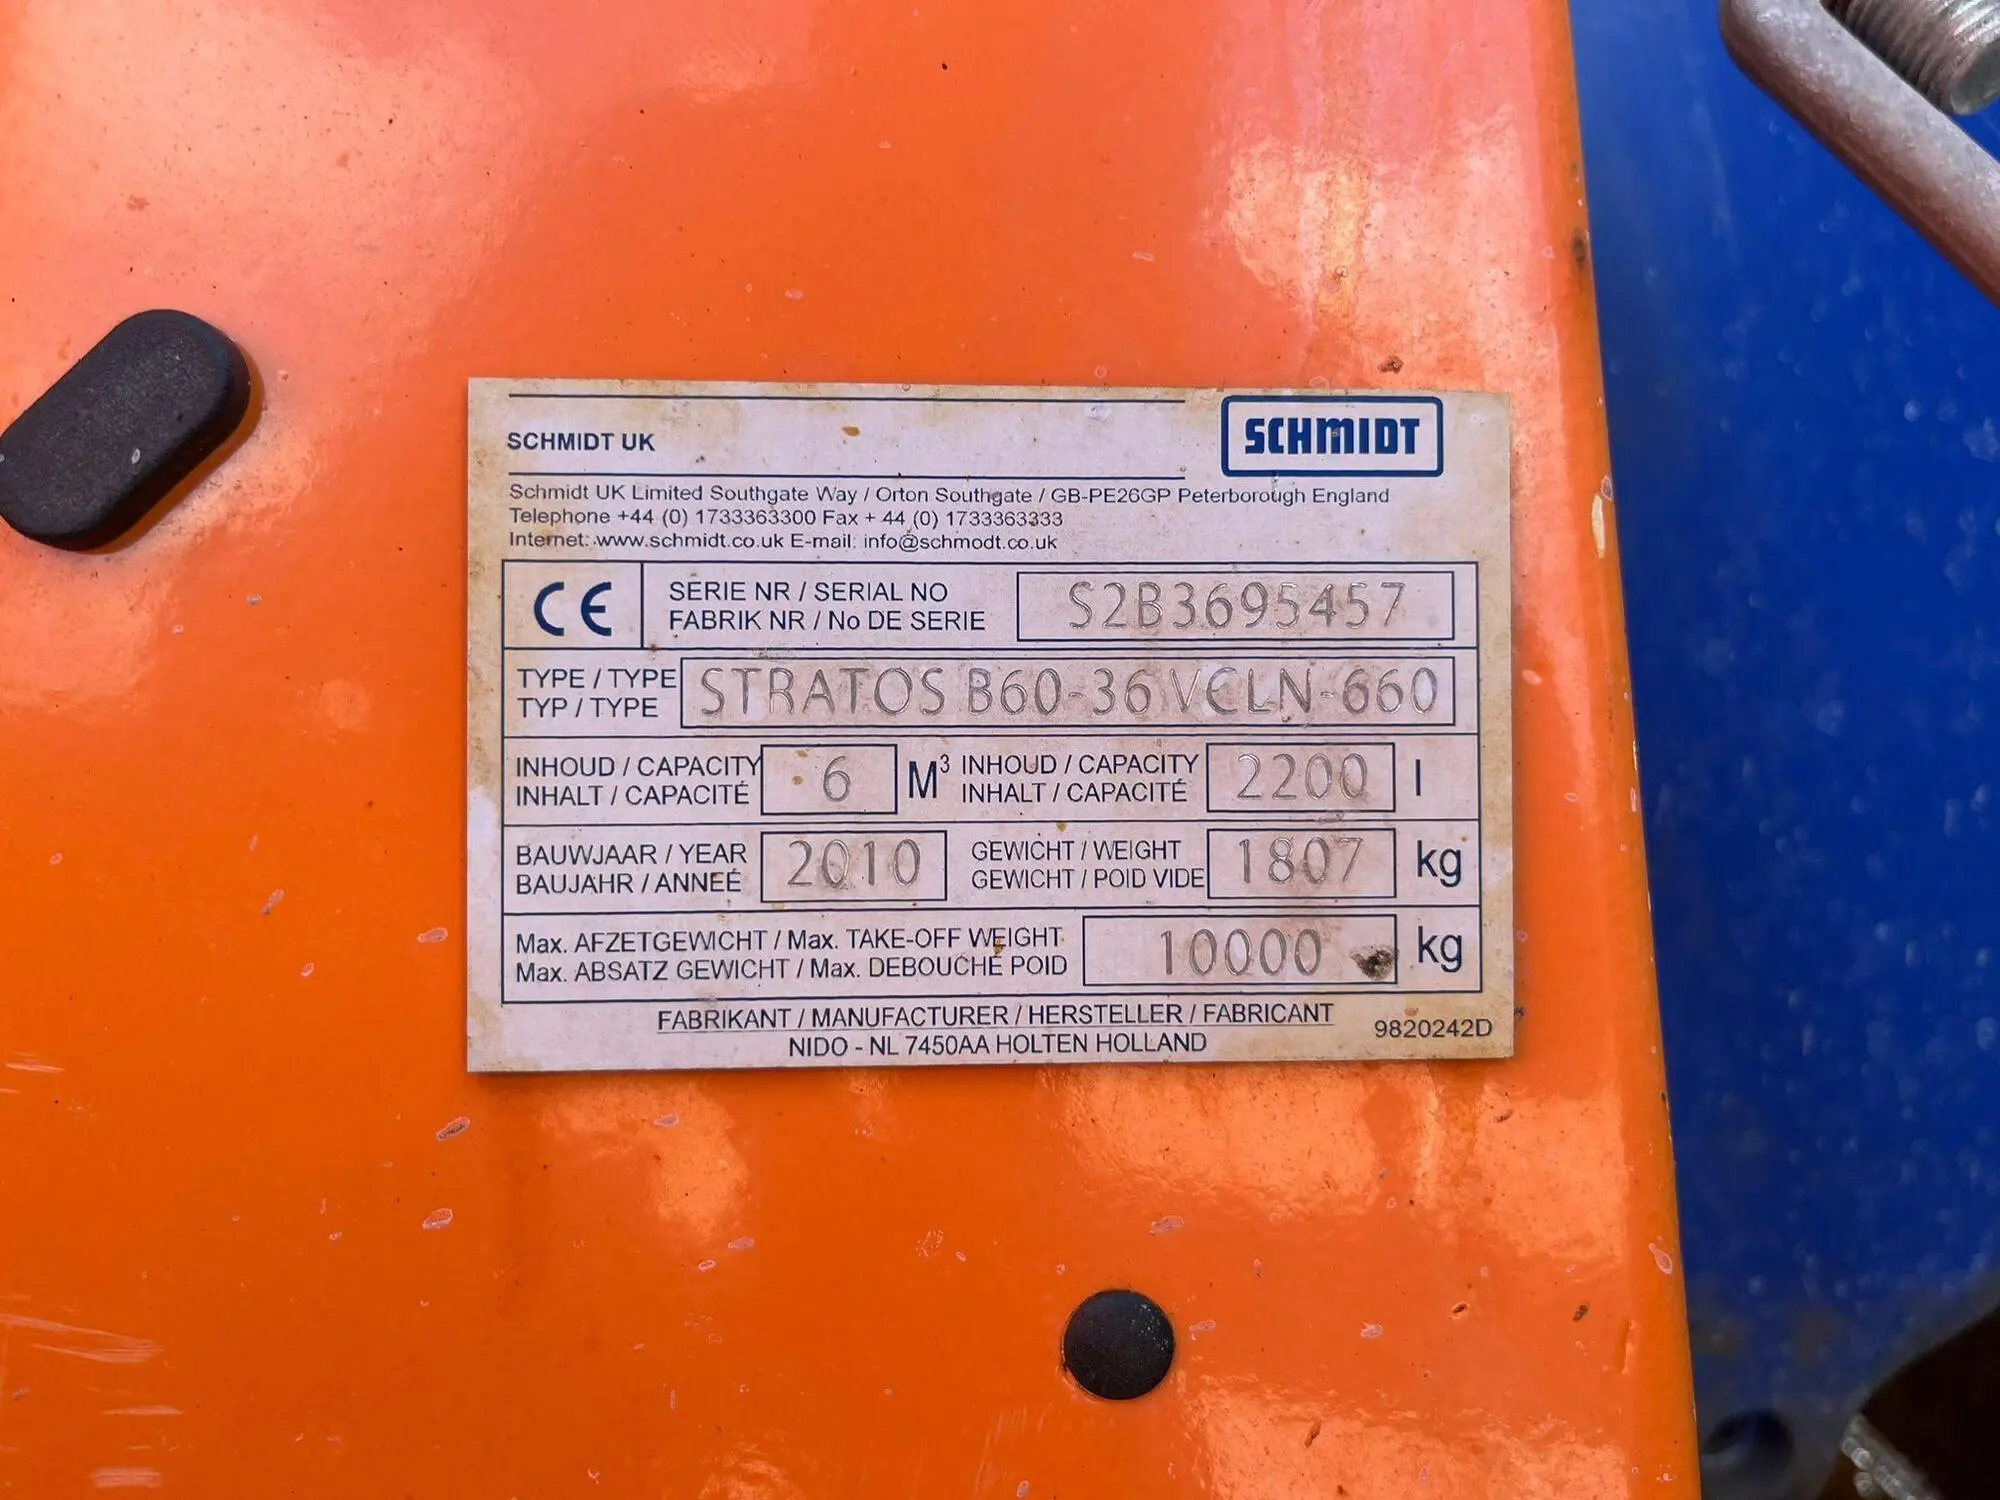 SCHMIDT UK
SCHMIDT
Schmidt UK Limited Southgate Way / Orton Southgate / GB-PE26GP Peterborough England
Telephone +44 (0) 1733363300 Fax + 44 (0) 1733363333
Internet: www.schmidt.co.uk E-mail: info@schmodt.co.uk
CE
SERIE NR / SERIAL NO
FABRIK NR / No DE SERIE
S2B3695457
TYPE / TYPE
TYP / TYPE
STRATOS B60-36 VCLN-660
INHOUD / CAPACITY
INHALT / CAPACITÉ
6
M³
INHOUD / CAPACITY
INHALT / CAPACITÉ
2200
l
BAUWJAAR / YEAR
BAUJAHR / ANNEÉ
2010
GEWICHT / WEIGHT
GEWICHT / POID VIDE
1807
kg
Max. AFZETGEWICHT / Max. TAKE-OFF WEIGHT
Max. ABSATZ GEWICHT / Max. DEBOUCHE POID
10000
kg
FABRIKANT / MANUFACTURER / HERSTELLER / FABRICANT
NIDO - NL 7450AA HOLTEN HOLLAND
9820242D